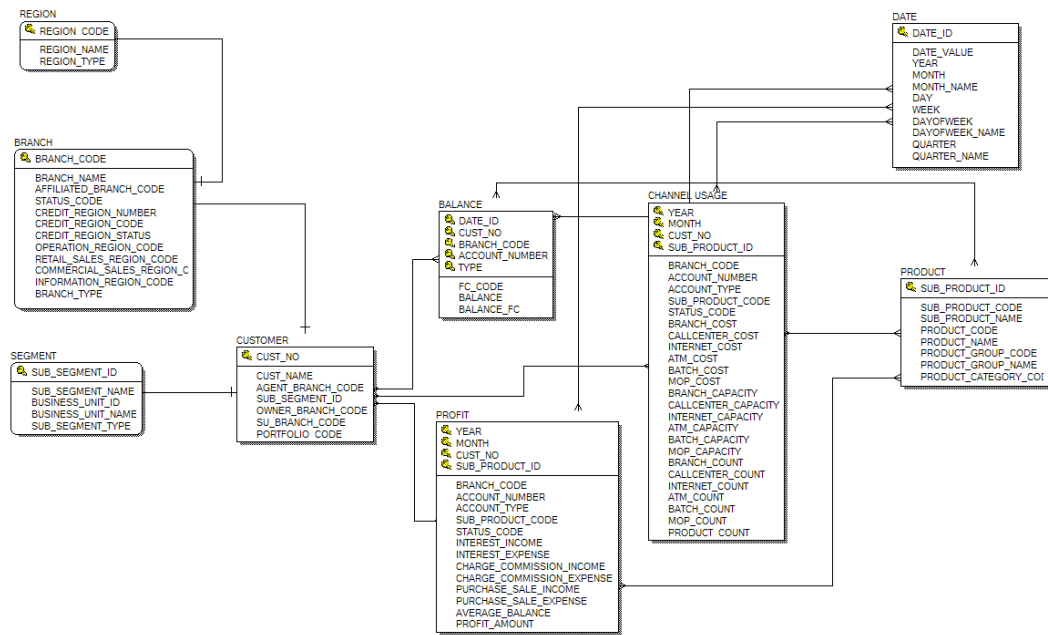 REGION
REGION_CODE
REGION_NAME
REGION_TYPE
BRANCH
BRANCH_CODE
BRANCH_NAME
AFFILIATED_BRANCH_CODE
STATUS_CODE
CREDIT_REGION_NUMBER
CREDIT_REGION_CODE
CREDIT_REGION_STATUS
OPERATION_REGION_CODE
RETAIL_SALES_REGION_CODE
COMMERCIAL_SALES_REGION_C
INFORMATION_REGION_CODE
BRANCH_TYPE
SEGMENT
SUB_SEGMENT_ID
SUB_SEGMENT_NAME
BUSINESS_UNIT_ID
BUSINESS_UNIT_NAME
SUB_SEGMENT_TYPE
CUSTOMER
CUST_NO
CUST_NAME
AGENT_BRANCH_CODE
SUB_SEGMENT_ID
OWNER_BRANCH_CODE
SU_BRANCH_CODE
PORTFOLIO_CODE
BALANCE
DATE_ID
CUST_NO
BRANCH_CODE
ACCOUNT_NUMBER
TYPE
FC_CODE
BALANCE
BALANCE_FC
PROFIT
YEAR
MONTH
CUST_NO
SUB_PRODUCT_ID
BRANCH_CODE
ACCOUNT_NUMBER
ACCOUNT_TYPE
SUB_PRODUCT_CODE
STATUS_CODE
INTEREST_INCOME
INTEREST_EXPENSE
CHARGE_COMMISSION_INCOME
CHARGE_COMMISSION_EXPENSE
PURCHASE_SALE_INCOME
PURCHASE_SALE_EXPENSE
AVERAGE_BALANCE
PROFIT_AMOUNT
CHANNEL USAGE
YEAR
MONTH
CUST_NO
SUB_PRODUCT_ID
BRANCH_CODE
ACCOUNT_NUMBER
ACCOUNT_TYPE
SUB_PRODUCT_CODE
STATUS_CODE
BRANCH_COST
CALLCENTER_COST
INTERNET_COST
ATM_COST
BATCH_COST
MOP_COST
BRANCH_CAPACITY
CALLCENTER_CAPACITY
INTERNET_CAPACITY
ATM_CAPACITY
BATCH_CAPACITY
MOP_CAPACITY
BRANCH_COUNT
CALLCENTER_COUNT
INTERNET_COUNT
ATM_COUNT
BATCH_COUNT
MOP_COUNT
PRODUCT_COUNT
DATE
DATE_ID
DATE_VALUE
YEAR
MONTH
MONTH_NAME
DAY
WEEK
DAYOFWEEK
DAYOFWEEK_NAME
QUARTER
QUARTER_NAME
PRODUCT
SUB_PRODUCT_ID
SUB_PRODUCT_CODE
SUB_PRODUCT_NAME
PRODUCT_CODE
PRODUCT_NAME
PRODUCT_GROUP_CODE
PRODUCT_GROUP_NAME
PRODUCT_CATEGORY_COD